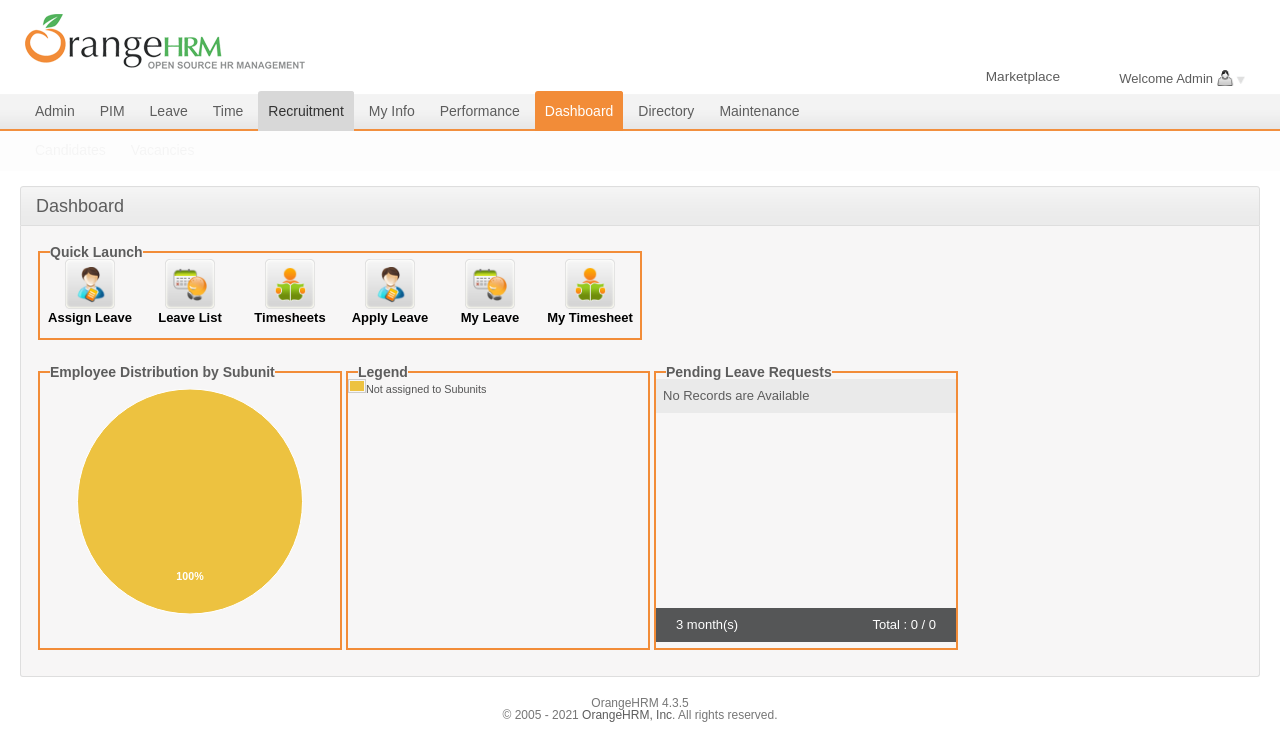 OrangeHRM
OPEN SOURCE HR MANAGEMENT
Marketplace
Welcome Admin
Admin PIM Leave Time Recruitment My Info Performance Dashboard Directory Maintenance
Candidates Vacancies
Dashboard
Quick Launch
Assign Leave Leave List Timesheets Apply Leave My Leave My Timesheet
Employee Distribution by Subunit
100%
Legend
Not assigned to Subunits
Pending Leave Requests
No Records are Available
3 month(s) Total : 0 / 0
OrangeHRM 4.3.5
© 2005 - 2021 OrangeHRM, Inc. All rights reserved.